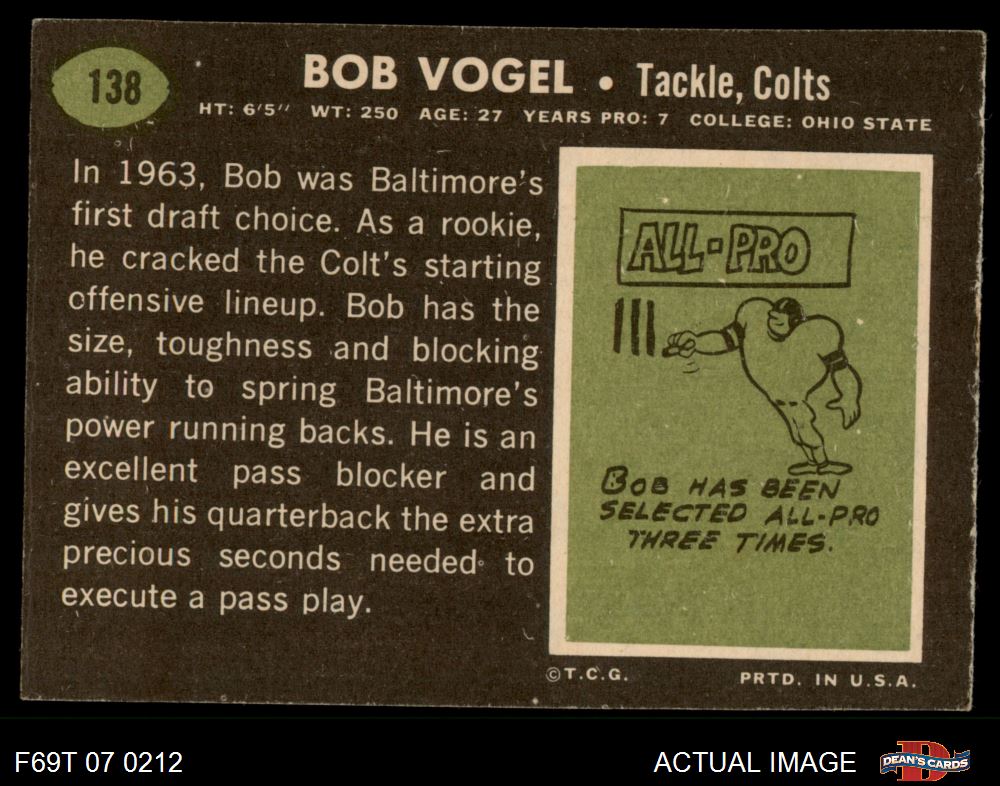 138
BOB VOGEL • Tackle, Colts
HT: 6'5" WT: 250 AGE: 27 YEARS PRO: 7 COLLEGE: OHIO STATE
In 1963, Bob was Baltimore's
first draft choice. As a rookie,
he cracked the Colt's starting
offensive lineup. Bob has the
size, toughness and blocking
ability to spring Baltimore's
power running backs. He is an
excellent pass blocker and
gives his quarterback the extra
precious seconds needed to
execute a pass play.
ALL-PRO
BOB HAS BEEN
SELECTED ALL-PRO
THREE TIMES.
©T.C.G. PRTD. IN U.S.A.
F69T 07 0212 ACTUAL IMAGE D DEAN'S CARDS